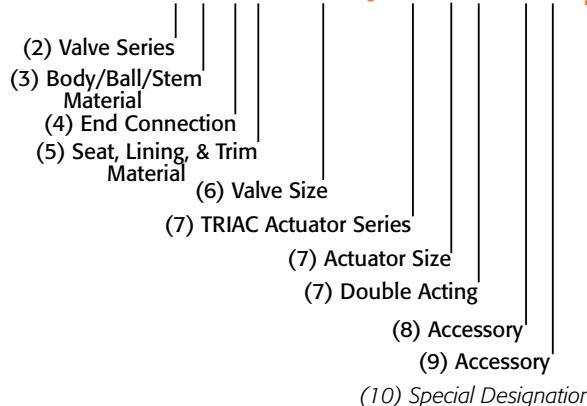 (2) Valve Series
(3) Body/Ball/Stem
Material
(4) End Connection
(5) Seat, Lining, & Trim
Material
(6) Valve Size
(7) TRIAC Actuator Series
(7) Actuator Size
(7) Double Acting
(8) Accessory
(9) Accessory
(10) Special Designation